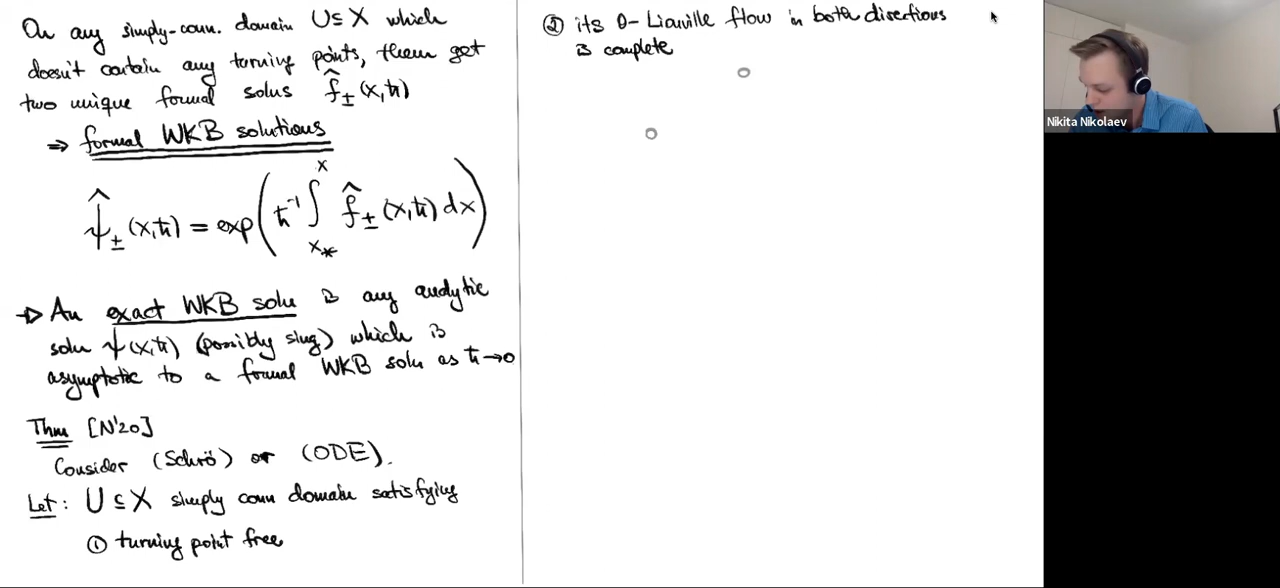 On any simply-conn. domain U⊆X which
doesn't contain any turning points, them get
two unique formal solns f̂±(x,ħ)
⇒ formal WKB solutions
ψ̂±(x,ħ) = exp(ħ⁻¹ ∫_{x*}^{x} f̂±(x,ħ) dx)
→ An exact WKB soln is any analytic
soln ψ(x,ħ) (possibly sing) which is
asymptotic to a formal WKB soln as ħ→0
Thm [N'20]
Consider (Schrö) or (ODE).
Let: U⊆X simply conn domain satisfying
① turning point free
② its θ-Liouville flow in both directions
is complete
Nikita Nikolaev